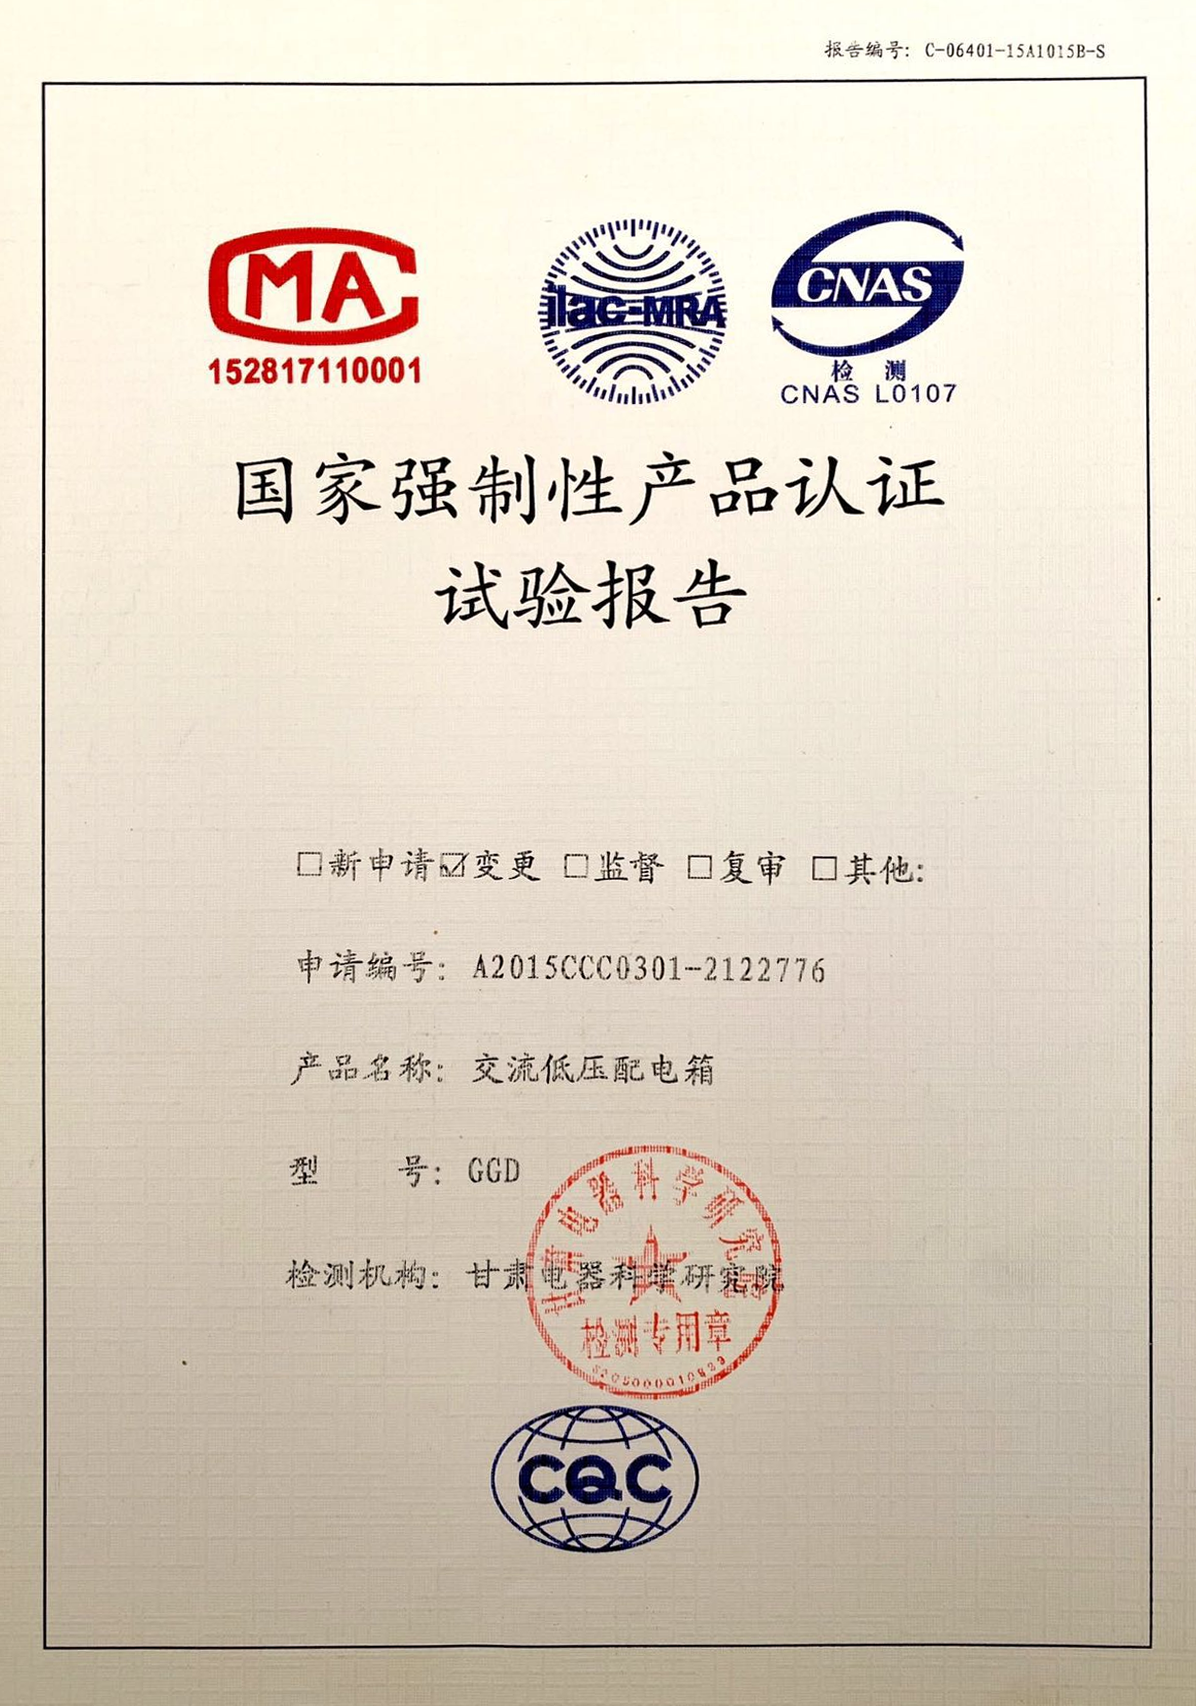 报告编号: C-06401-15A1015B-S
CMA
152817110001
ilac-MRA
CNAS
检 测
CNAS L0107
国家强制性产品认证
试验报告
□新申请☑变更 □监督 □复审 □其他:
申请编号: A2015CCC0301-2122776
产品名称: 交流低压配电箱
型 号: GGD
检测机构: 甘肃电器科学研究院
甘肃电器科学研究院
检测专用章
CQC